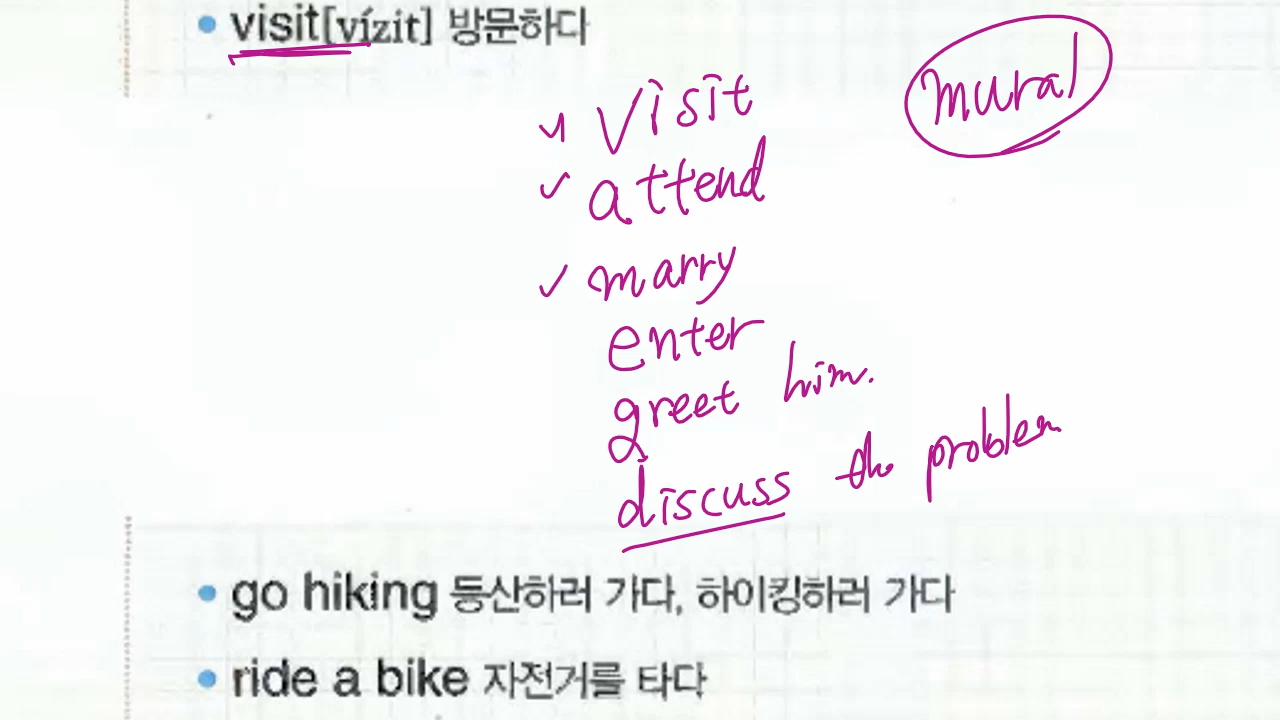 visit[vízit] 방문하다
mural
visit
attend
marry
enter
greet him.
discuss the problem
go hiking 등산하러 가다, 하이킹하러 가다
ride a bike 자전거를 타다